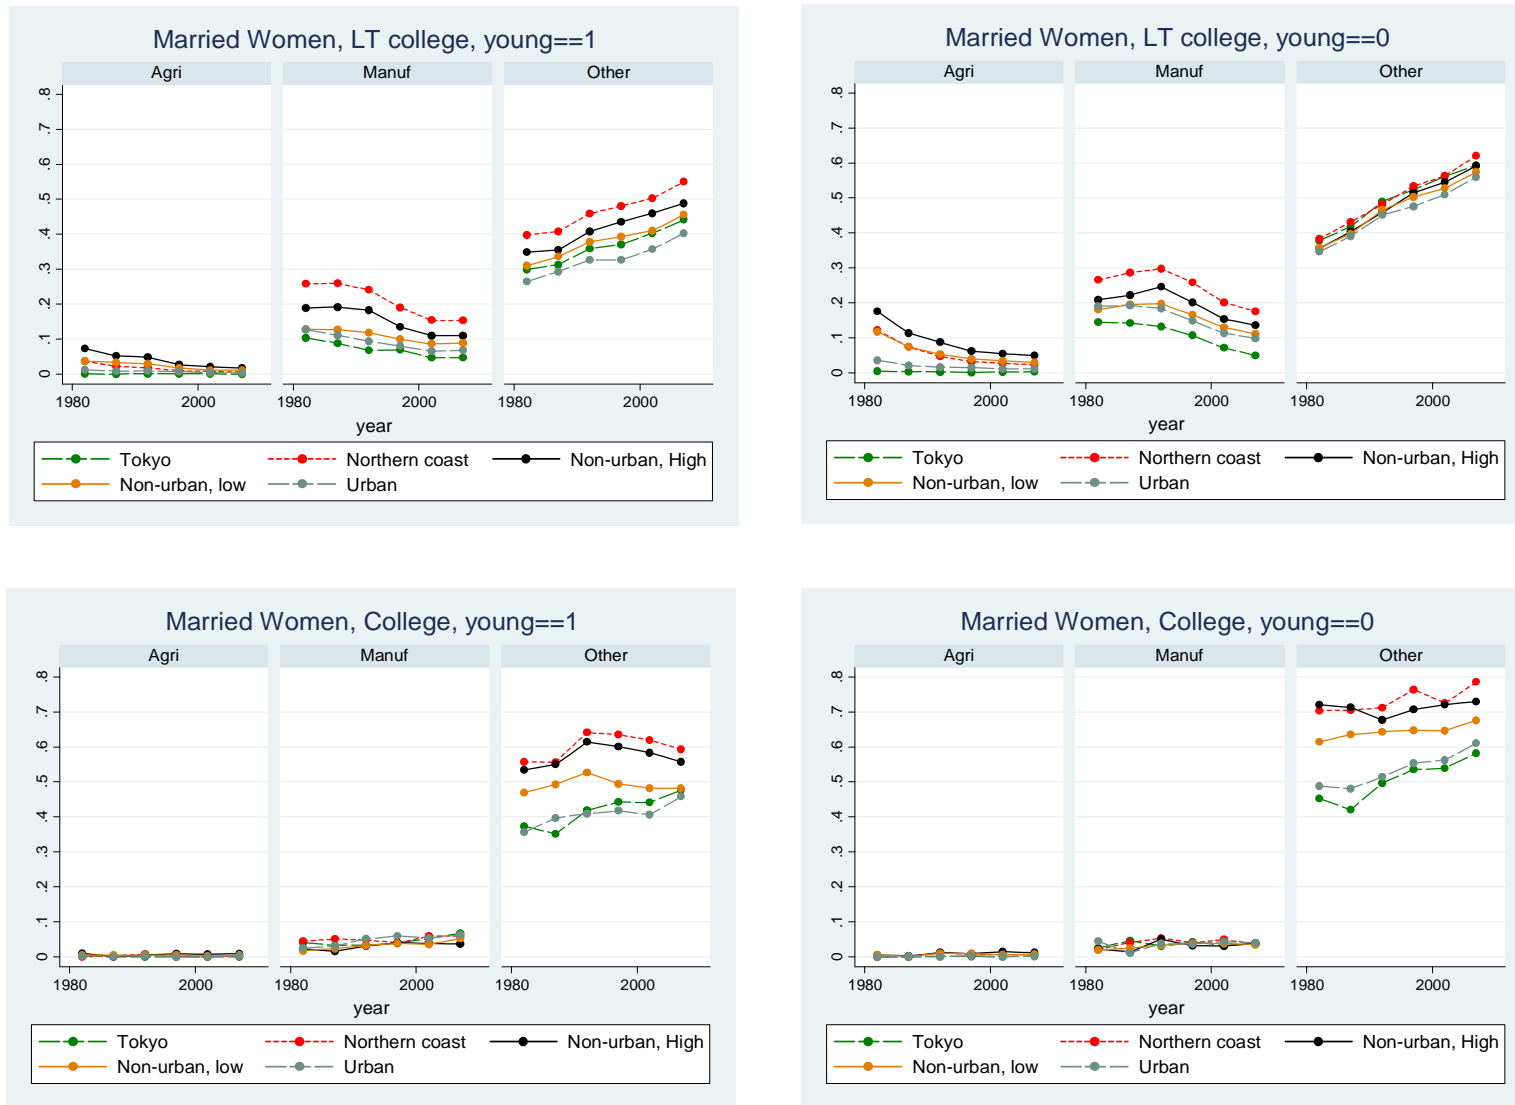 Married Women, LT college, young==1
Agri Manuf Other
.8
.7
.6
.5
.4
.3
.2
.1
0
1980 2000 1980 2000 1980 2000
year
Tokyo Northern coast Non-urban, High
Non-urban, low Urban
Married Women, LT college, young==0
Agri Manuf Other
.8
.7
.6
.5
.4
.3
.2
.1
0
1980 2000 1980 2000 1980 2000
year
Tokyo Northern coast Non-urban, High
Non-urban, low Urban
Married Women, College, young==1
Agri Manuf Other
.8
.7
.6
.5
.4
.3
.2
.1
0
1980 2000 1980 2000 1980 2000
year
Tokyo Northern coast Non-urban, High
Non-urban, low Urban
Married Women, College, young==0
Agri Manuf Other
.8
.7
.6
.5
.4
.3
.2
.1
0
1980 2000 1980 2000 1980 2000
year
Tokyo Northern coast Non-urban, High
Non-urban, low Urban